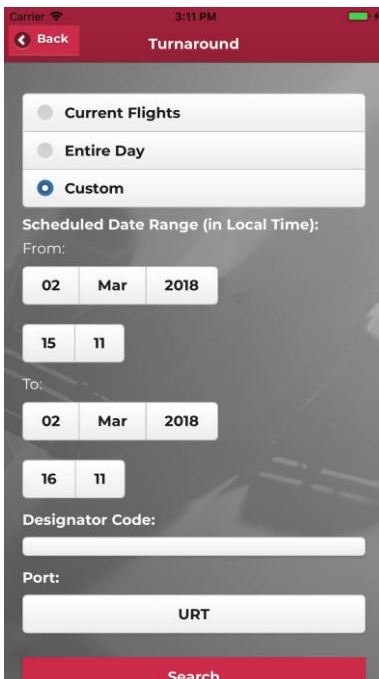 Carrier 3:11 PM
Back Turnaround
Current Flights
Entire Day
Custom
Scheduled Date Range (in Local Time):
From:
02 Mar 2018
15 11
To:
02 Mar 2018
16 11
Designator Code:
Port:
URT
Search